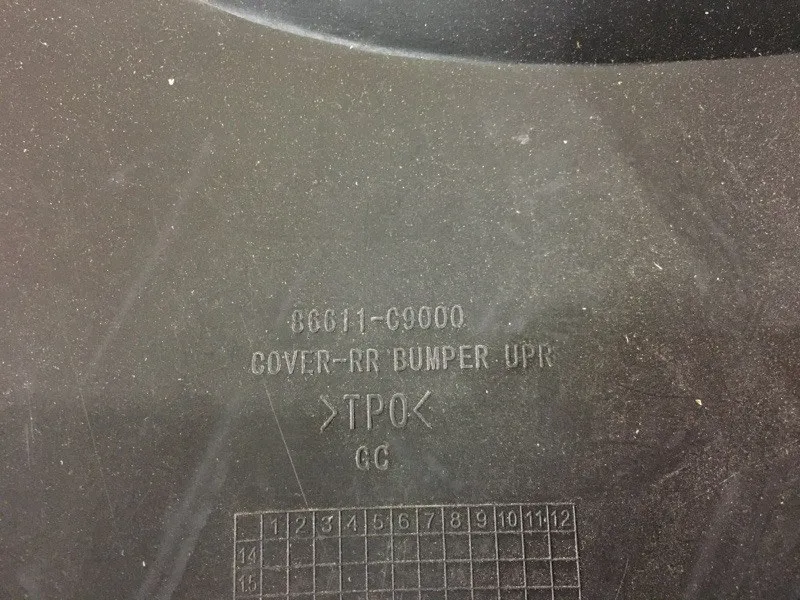 86611-C9000
COVER-RR BUMPER UPR
>TPO<
GC
1 2 3 4 5 6 7 8 9 10 11 12
14
15